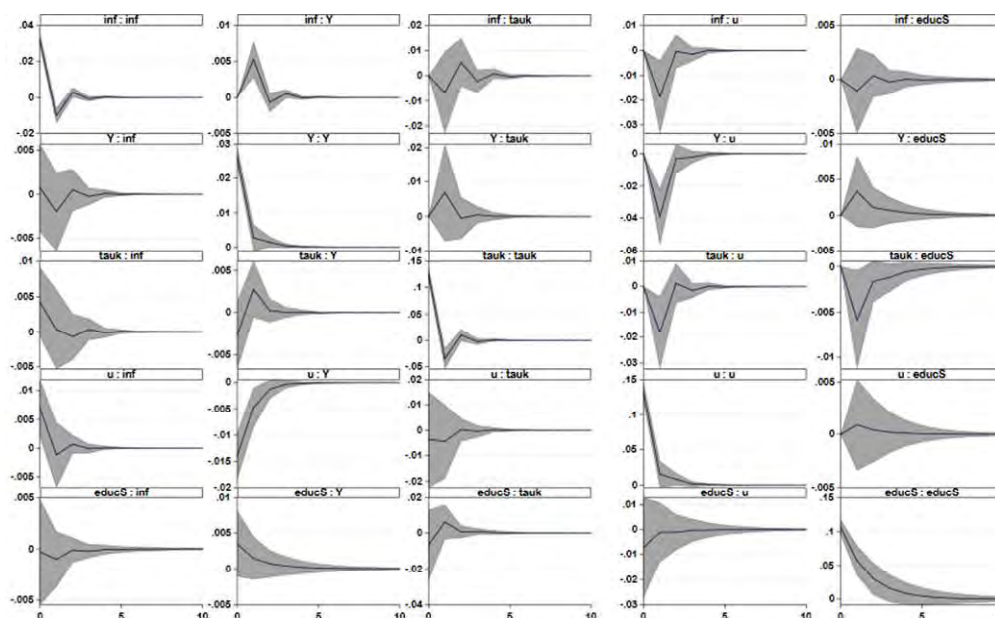 inf : inf inf : Y inf : tauk inf : u inf : educS
.04 .010 .02 .01 .005
.02 .005 .01 0 0
0 0 0 -.01 -.005
-.02 -.005 -.01 -.02
-.02 -.03
Y : inf Y : Y Y : tauk Y : u Y : educS
.005 .03 .02 0 .010
0 .02 .01 -.02 .005
-.005 .01 0 -.04 0
0 -.01 -.06 -.005
tauk : inf tauk : Y tauk : tauk tauk : u tauk : educS
.010 .005 .15 .01 0
.005 0 .10 0 -.005
0 .005 .05 -.01 -.01
-.005 0 -.02
-.05 -.03
u : inf u : Y u : tauk u : u u : educS
.010 0 .02 .15 .005
.005 -.005 .01 .1 0
0 -.01 0 .05 -.005
-.005 -.015 -.01 0
-.02 -.02
educS : inf educS : Y educS : tauk educS : u educS : educS
.005 .01 .02 .01 .15
0 .005 0 0 .1
-.005 0 -.02 -.01 .05
-.005 -.04 -.02 0
-.03
0 5 10 0 5 10 0 5 10 0 5 10 0 5